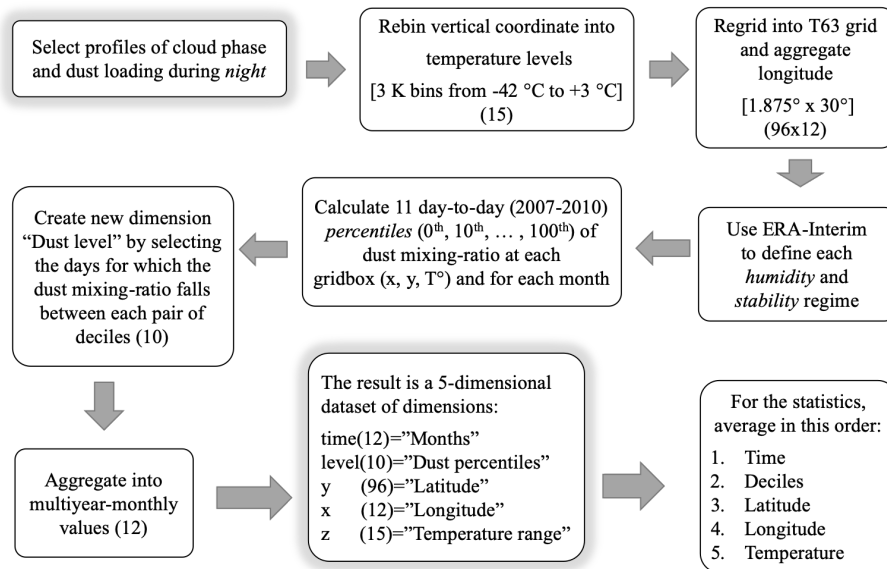 Select profiles of cloud phase
and dust loading during night
Rebin vertical coordinate into
temperature levels
[3 K bins from -42 °C to +3 °C]
(15)
Regrid into T63 grid
and aggregate
longitude
[1.875° x 30°]
(96x12)
Use ERA-Interim
to define each
humidity and
stability regime
Calculate 11 day-to-day (2007-2010)
percentiles (0th, 10th, … , 100th) of
dust mixing-ratio at each
gridbox (x, y, T°) and for each month
Create new dimension
“Dust level” by selecting
the days for which the
dust mixing-ratio falls
between each pair of
deciles (10)
Aggregate into
multiyear-monthly
values (12)
The result is a 5-dimensional
dataset of dimensions:
time(12)=”Months”
level(10)=”Dust percentiles”
y (96)=”Latitude”
x (12)=”Longitude”
z (15)=”Temperature range”
For the statistics,
average in this order:
1. Time
2. Deciles
3. Latitude
4. Longitude
5. Temperature